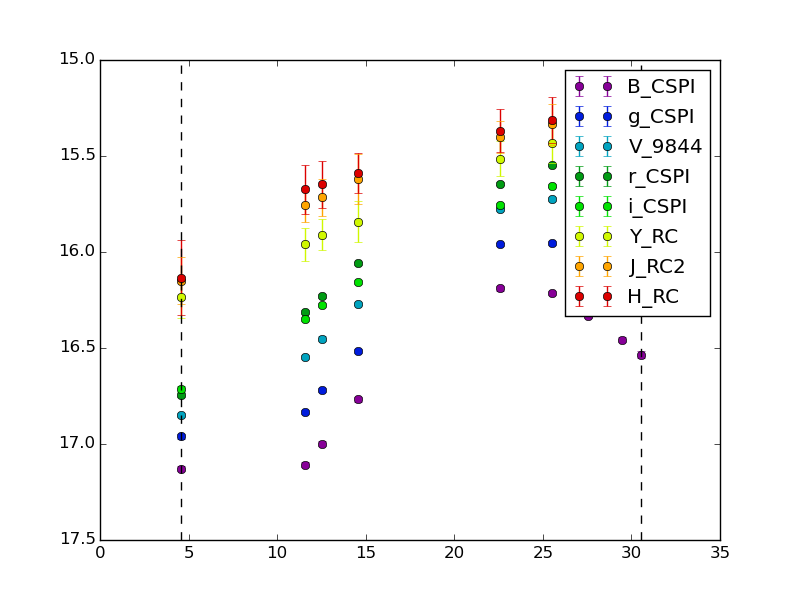 15.0
15.5
16.0
16.5
17.0
17.5
0 5 10 15 20 25 30 35
B_CSPI
g_CSPI
V_9844
r_CSPI
i_CSPI
Y_RC
J_RC2
H_RC